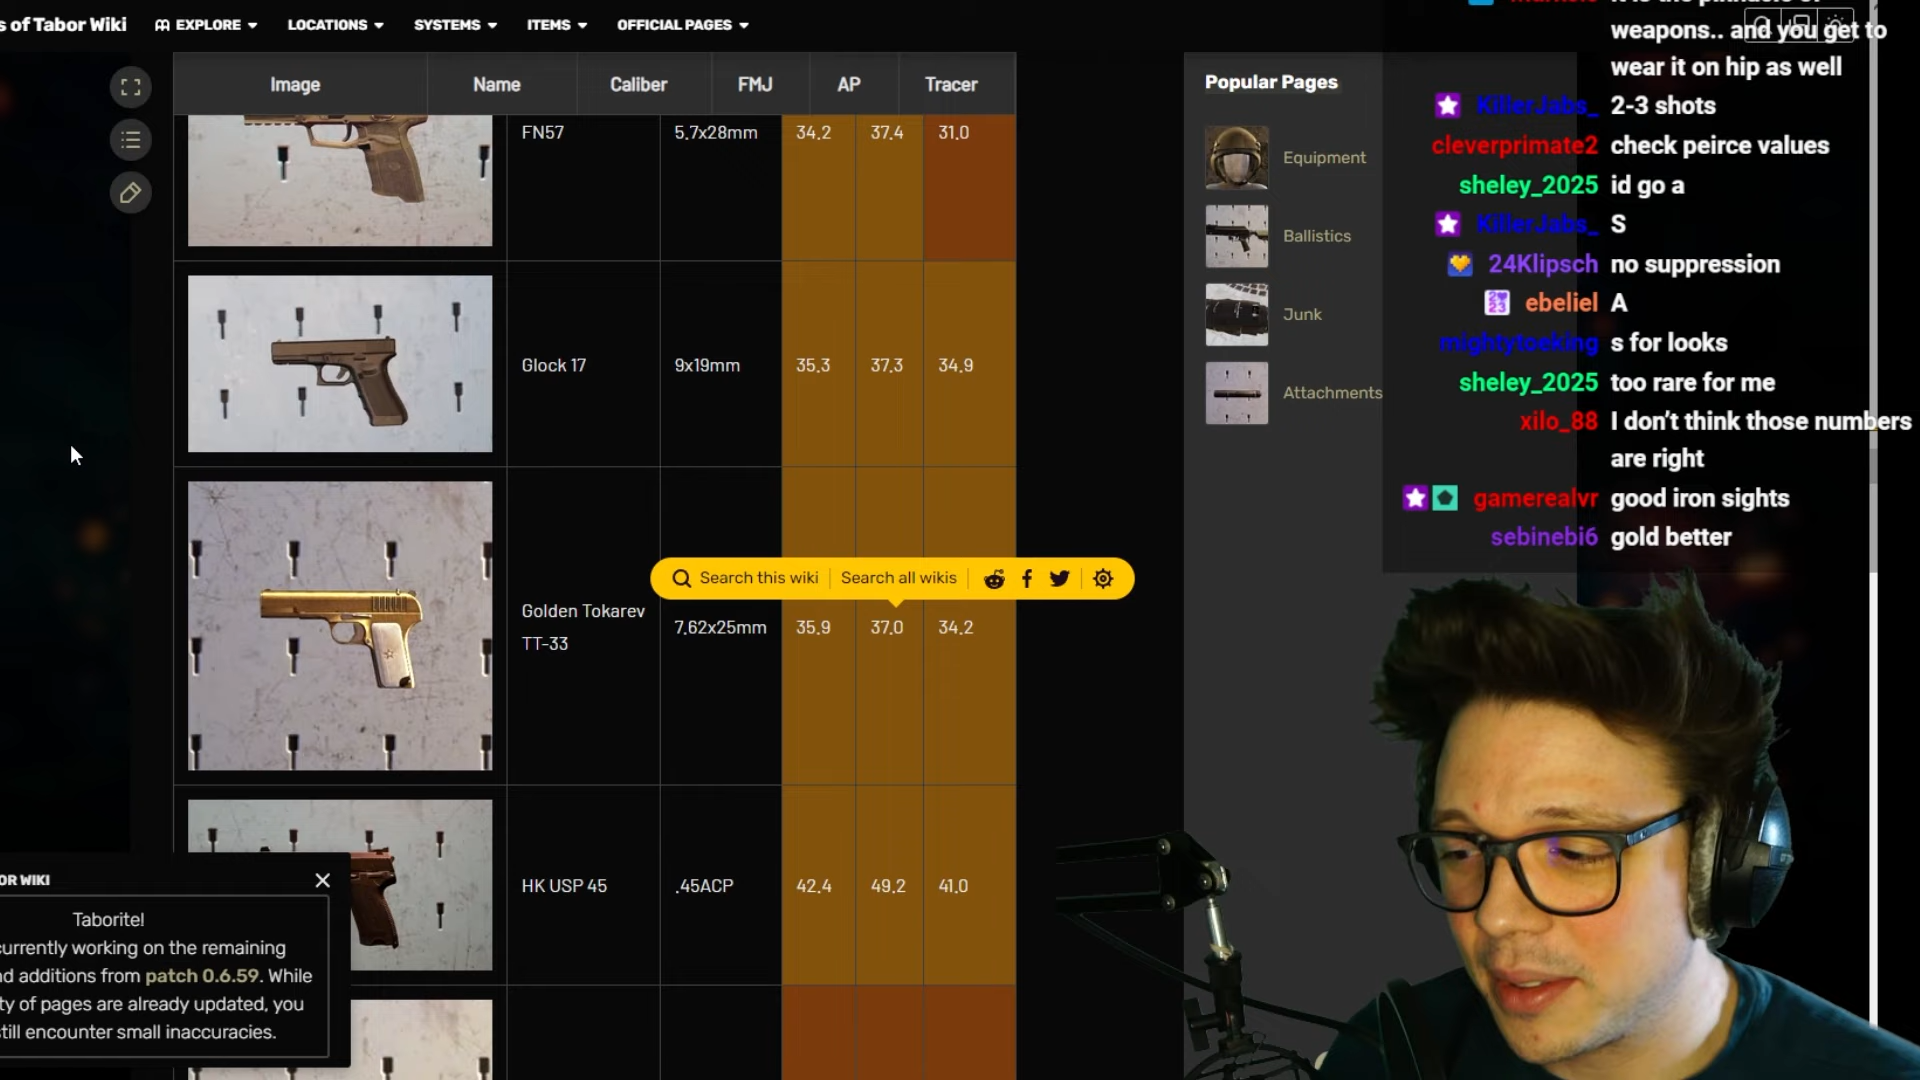 s of Tabor Wiki
EXPLORE
LOCATIONS
SYSTEMS
ITEMS
OFFICIAL PAGES
Image
Name
Caliber
FMJ
AP
Tracer
FN57
5.7x28mm
34.2
37.4
31.0
Glock 17
9x19mm
35.3
37.3
34.9
Golden Tokarev
TT-33
7.62x25mm
35.9
37.0
34.2
Search this wiki
Search all wikis
HK USP 45
.45ACP
42.4
49.2
41.0
OR WIKI
Taborite!
currently working on the remaining
nd additions from patch 0.6.59. While
ty of pages are already updated, you
still encounter small inaccuracies.
Popular Pages
Equipment
Ballistics
Junk
Attachments
weapons.. and you get to
wear it on hip as well
KillerJabs_ 2-3 shots
cleverprimate2 check peirce values
sheley_2025 id go a
KillerJabs_ S
24Klipsch no suppression
ebeliel A
mightytoeking s for looks
sheley_2025 too rare for me
xilo_88 I don't think those numbers
are right
gamerealvr good iron sights
sebinebi6 gold better